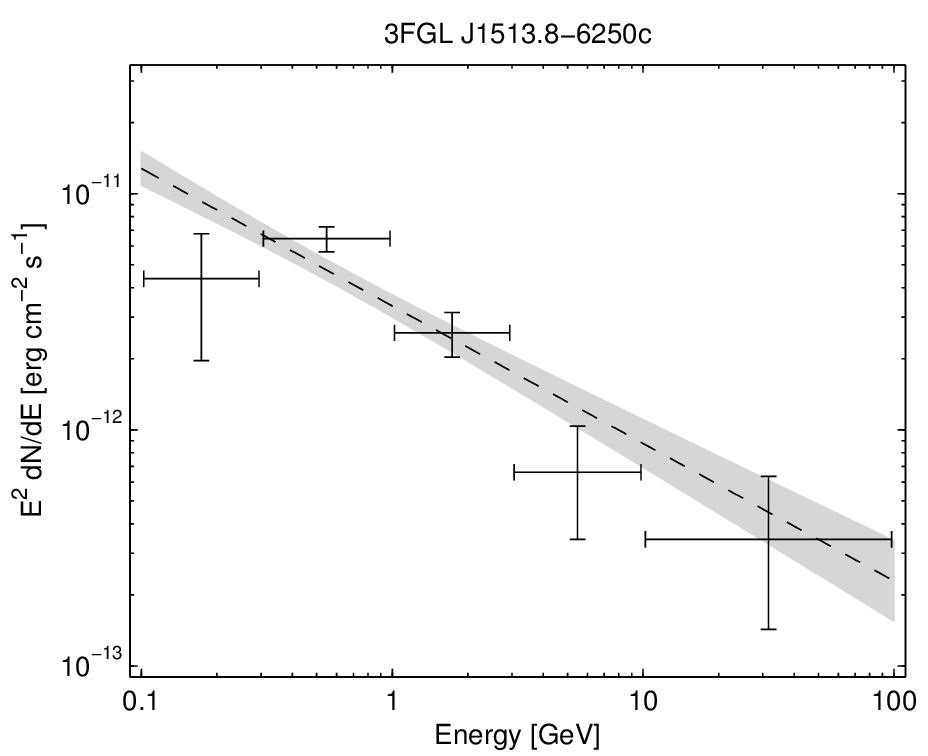 3FGL J1513.8−6250c
E² dN/dE [erg cm⁻² s⁻¹]
10⁻¹¹
10⁻¹²
10⁻¹³
0.1 1 10 100
Energy [GeV]